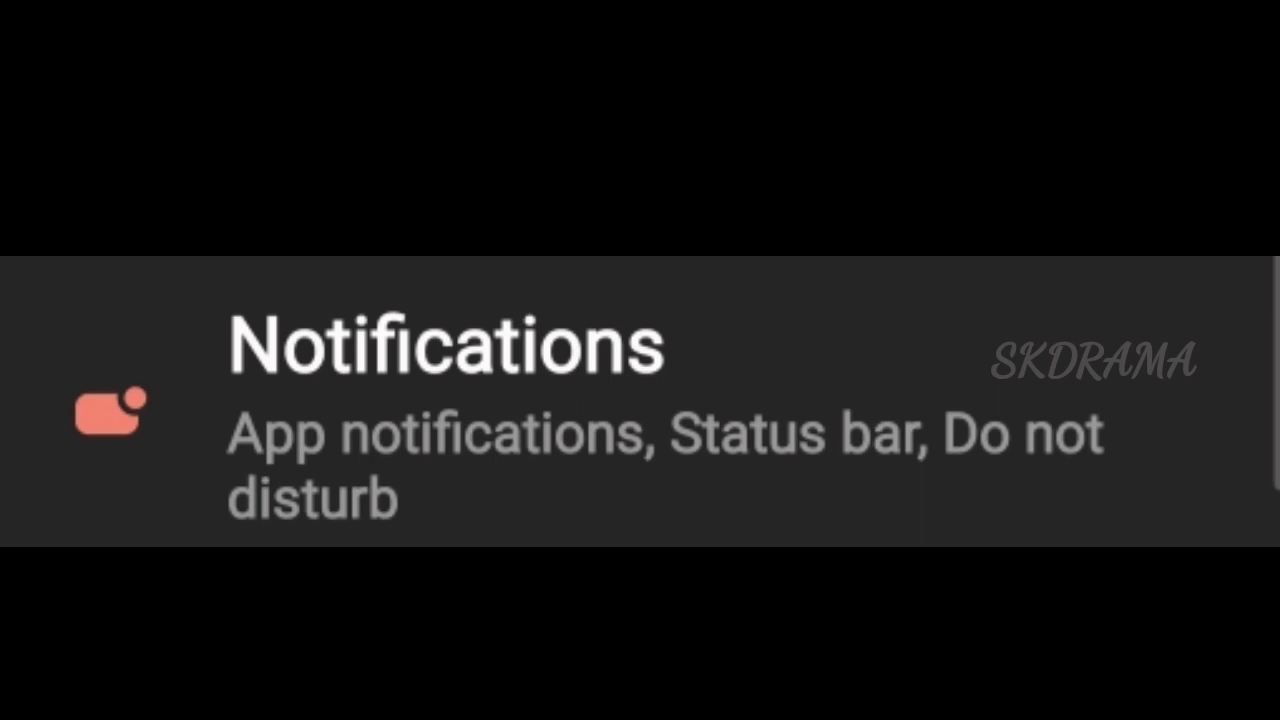 Notifications
SKDRAMA
App notifications, Status bar, Do not
disturb